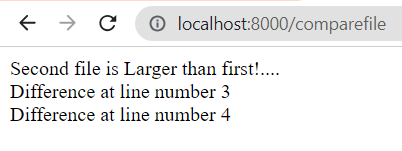 localhost:8000/comparefile
Second file is Larger than first!....
Difference at line number 3
Difference at line number 4